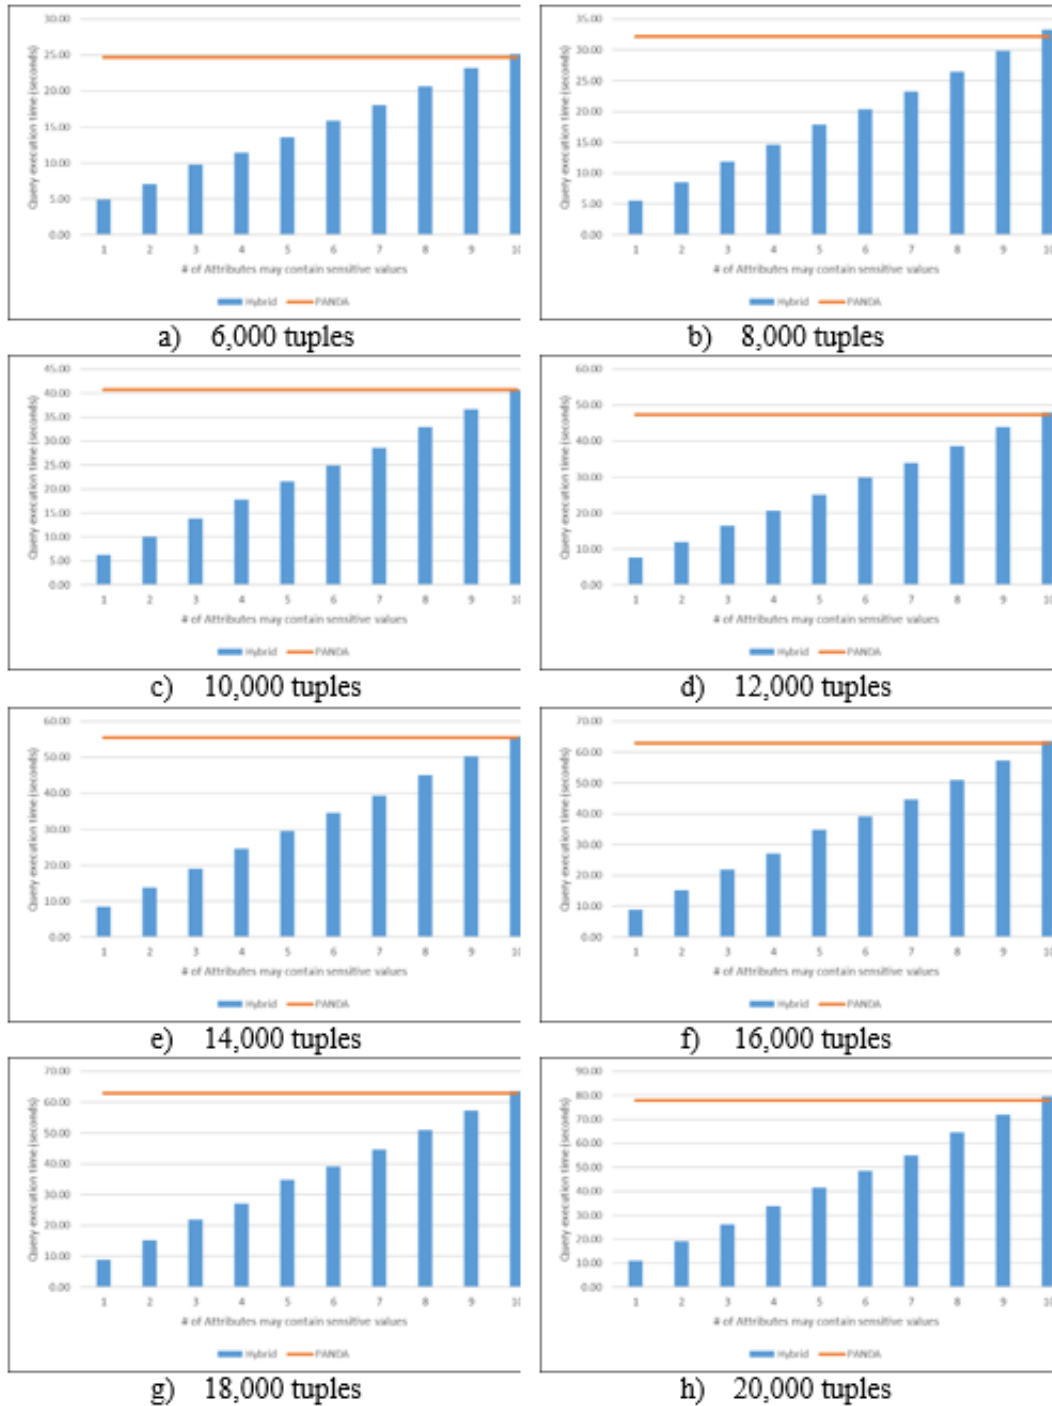 30.00
25.00
20.00
15.00
10.00
5.00
0.00
Query execution time (seconds)
1 2 3 4 5 6 7 8 9 10
# of Attributes may contain sensitive values
Hybrid PANDA
a) 6,000 tuples
35.00
30.00
25.00
20.00
15.00
10.00
5.00
0.00
Query execution time (seconds)
1 2 3 4 5 6 7 8 9 10
# of Attributes may contain sensitive values
Hybrid PANDA
b) 8,000 tuples
45.00
40.00
35.00
30.00
25.00
20.00
15.00
10.00
5.00
0.00
Query execution time (seconds)
1 2 3 4 5 6 7 8 9 10
# of Attributes may contain sensitive values
Hybrid PANDA
c) 10,000 tuples
60.00
50.00
40.00
30.00
20.00
10.00
0.00
Query execution time (seconds)
1 2 3 4 5 6 7 8 9 10
# of Attributes may contain sensitive values
Hybrid PANDA
d) 12,000 tuples
60.00
50.00
40.00
30.00
20.00
10.00
0.00
Query execution time (seconds)
1 2 3 4 5 6 7 8 9 10
# of Attributes may contain sensitive values
Hybrid PANDA
e) 14,000 tuples
70.00
60.00
50.00
40.00
30.00
20.00
10.00
0.00
Query execution time (seconds)
1 2 3 4 5 6 7 8 9 10
# of Attributes may contain sensitive values
Hybrid PANDA
f) 16,000 tuples
70.00
60.00
50.00
40.00
30.00
20.00
10.00
0.00
Query execution time (seconds)
1 2 3 4 5 6 7 8 9 10
# of Attributes may contain sensitive values
Hybrid PANDA
g) 18,000 tuples
90.00
80.00
70.00
60.00
50.00
40.00
30.00
20.00
10.00
0.00
Query execution time (seconds)
1 2 3 4 5 6 7 8 9 10
# of Attributes may contain sensitive values
Hybrid PANDA
h) 20,000 tuples